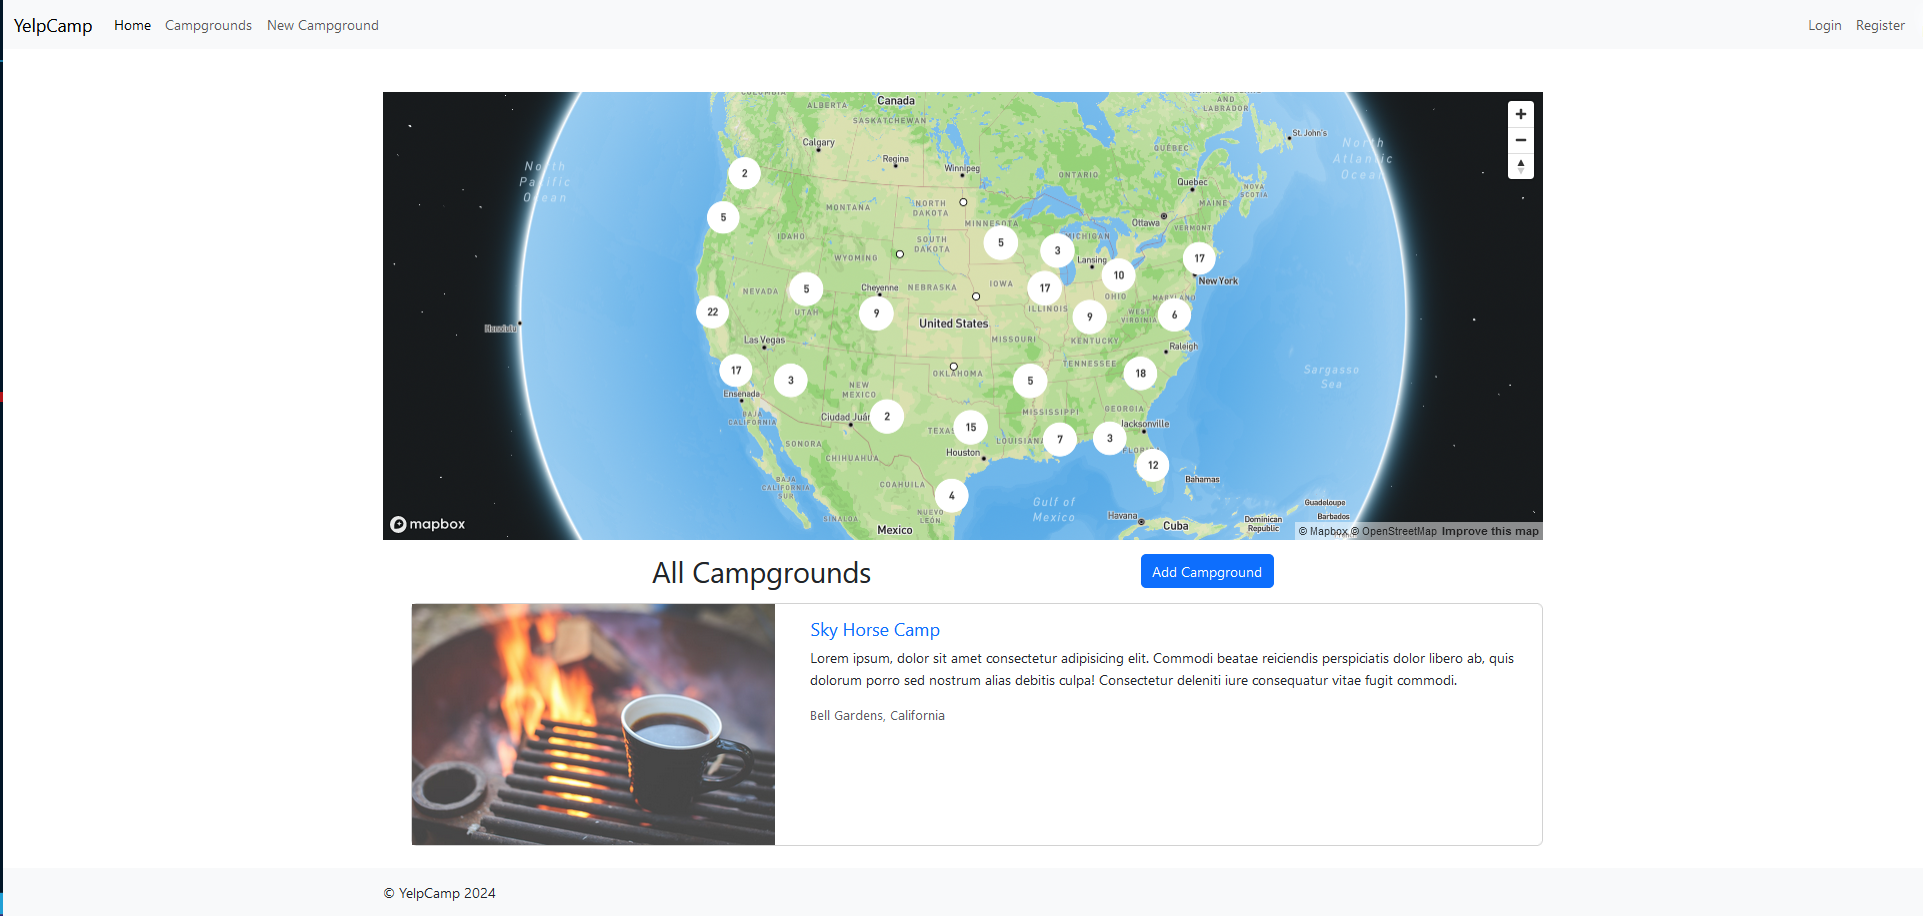 YelpCamp Home Campgrounds New Campground Login Register
Canada
ALBERTA
AND
LABRADOR
SASKATCHEWAN
Calgary
Regina
Winnipeg
St. John's
QUÉBEC
North
Pacific
Ocean
North
Atlantic
Ocean
2
ONTARIO
Quebec
NOVA
SCOTIA
MONTANA
NORTH
DAKOTA
MAINE
5
MINNESOTA
Ottawa
VERMONT
IDAHO
SOUTH
DAKOTA
5
MICHIGAN
3
WYOMING
Lansing
17
10
New York
NEVADA
5
Cheyenne
NEBRASKA
IOWA
17
OHIO
MARYLAND
22
UTAH
9
United States
ILLINOIS
9
WEST
VIRGINIA
6
Honolulu
Las Vegas
MISSOURI
KENTUCKY
Raleigh
17
3
OKLAHOMA
5
TENNESSEE
18
Sargasso
Sea
Ensenada
NEW
MEXICO
MISSISSIPPI
GEORGIA
BAJA
CALIFORNIA
Ciudad Juár
2
TEXA
15
LOUISIANA
7
3
Jacksonville
SONORA
Houston
FLOR
CHIHUAHUA
12
BAJA
CALIFORNIA
SUR
COAHUILA
4
Bahamas
Gulf of
Mexico
SINALOA
NUEVO
LEÓN
Mexico
Havana
Cuba
Dominican
Republic
Guadeloupe
Barbados
mapbox
© Mapbox © OpenStreetMap Improve this map
All Campgrounds
Add Campground
Sky Horse Camp
Lorem ipsum, dolor sit amet consectetur adipisicing elit. Commodi beatae reiciendis perspiciatis dolor libero ab, quis
dolorum porro sed nostrum alias debitis culpa! Consectetur deleniti iure consequatur vitae fugit commodi.
Bell Gardens, California
© YelpCamp 2024